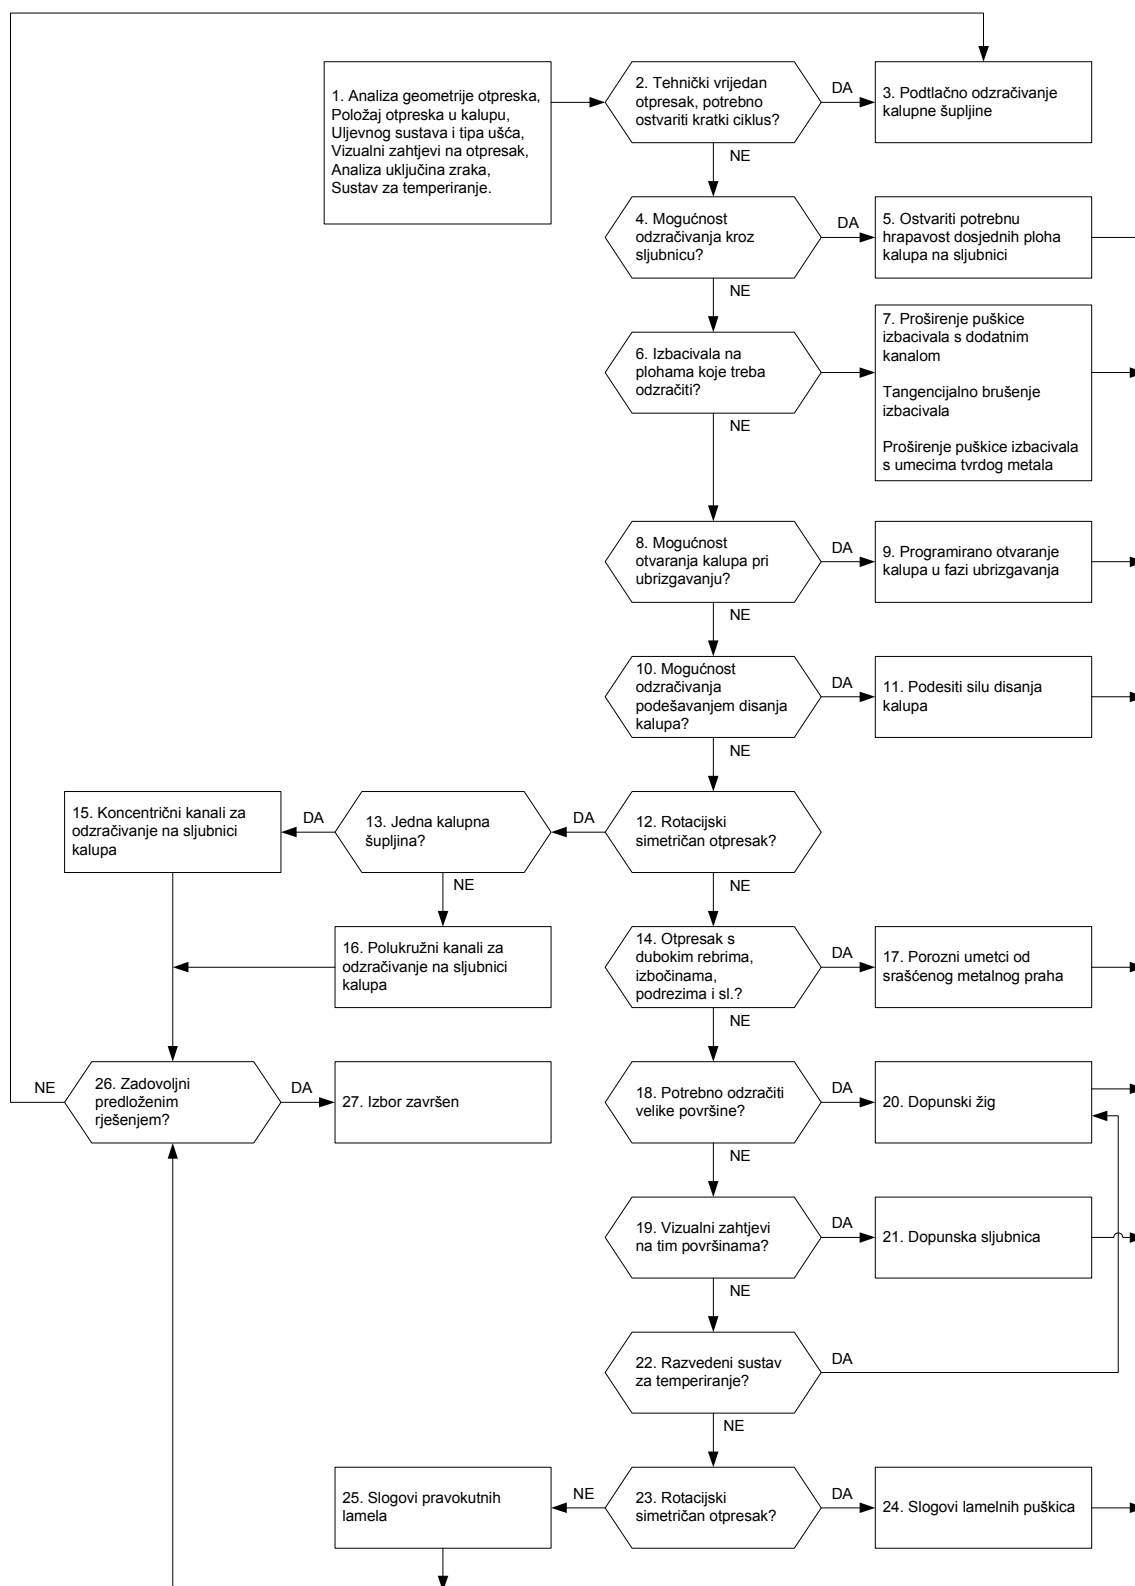 1. Analiza geometrije otpreska,
Položaj otpreska u kalupu,
Uljevnog sustava i tipa ušća,
Vizualni zahtjevi na otpresak,
Analiza uključina zraka,
Sustav za temperiranje.
2. Tehnički vrijedan
otpresak, potrebno
ostvariti kratki ciklus?
DA
3. Podtlačno odzračivanje
kalupne šupljine
NE
4. Mogućnost
odzračivanja kroz
sljubnicu?
DA
5. Ostvariti potrebnu
hrapavost dosjednih ploha
kalupa na sljubnici
NE
6. Izbacivala na
plohama koje treba
odzračiti?
7. Proširenje puškice
izbacivala s dodatnim
kanalom
Tangencijalno brušenje
izbacivala
Proširenje puškice izbacivala
s umecima tvrdog metala
NE
8. Mogućnost
otvaranja kalupa pri
ubrizgavanju?
DA
9. Programirano otvaranje
kalupa u fazi ubrizgavanja
NE
10. Mogućnost
odzračivanja
podešavanjem disanja
kalupa?
DA
11. Podesiti silu disanja
kalupa
NE
12. Rotacijski
simetričan otpresak?
DA
13. Jedna kalupna
šupljina?
DA
15. Koncentrični kanali za
odzračivanje na sljubnici
kalupa
NE
16. Polukružni kanali za
odzračivanje na sljubnici
kalupa
NE
14. Otpresak s
dubokim rebrima,
izbočinama,
podrezima i sl.?
DA
17. Porozni umetci od
srašćenog metalnog praha
NE
18. Potrebno odzračiti
velike površine?
DA
20. Dopunski žig
NE
26. Zadovoljni
predloženim
rješenjem?
DA
27. Izbor završen
NE
19. Vizualni zahtjevi
na tim površinama?
DA
21. Dopunska sljubnica
NE
22. Razvedeni sustav
za temperiranje?
DA
NE
23. Rotacijski
simetričan otpresak?
DA
24. Slogovi lamelnih puškica
NE
25. Slogovi pravokutnih
lamela